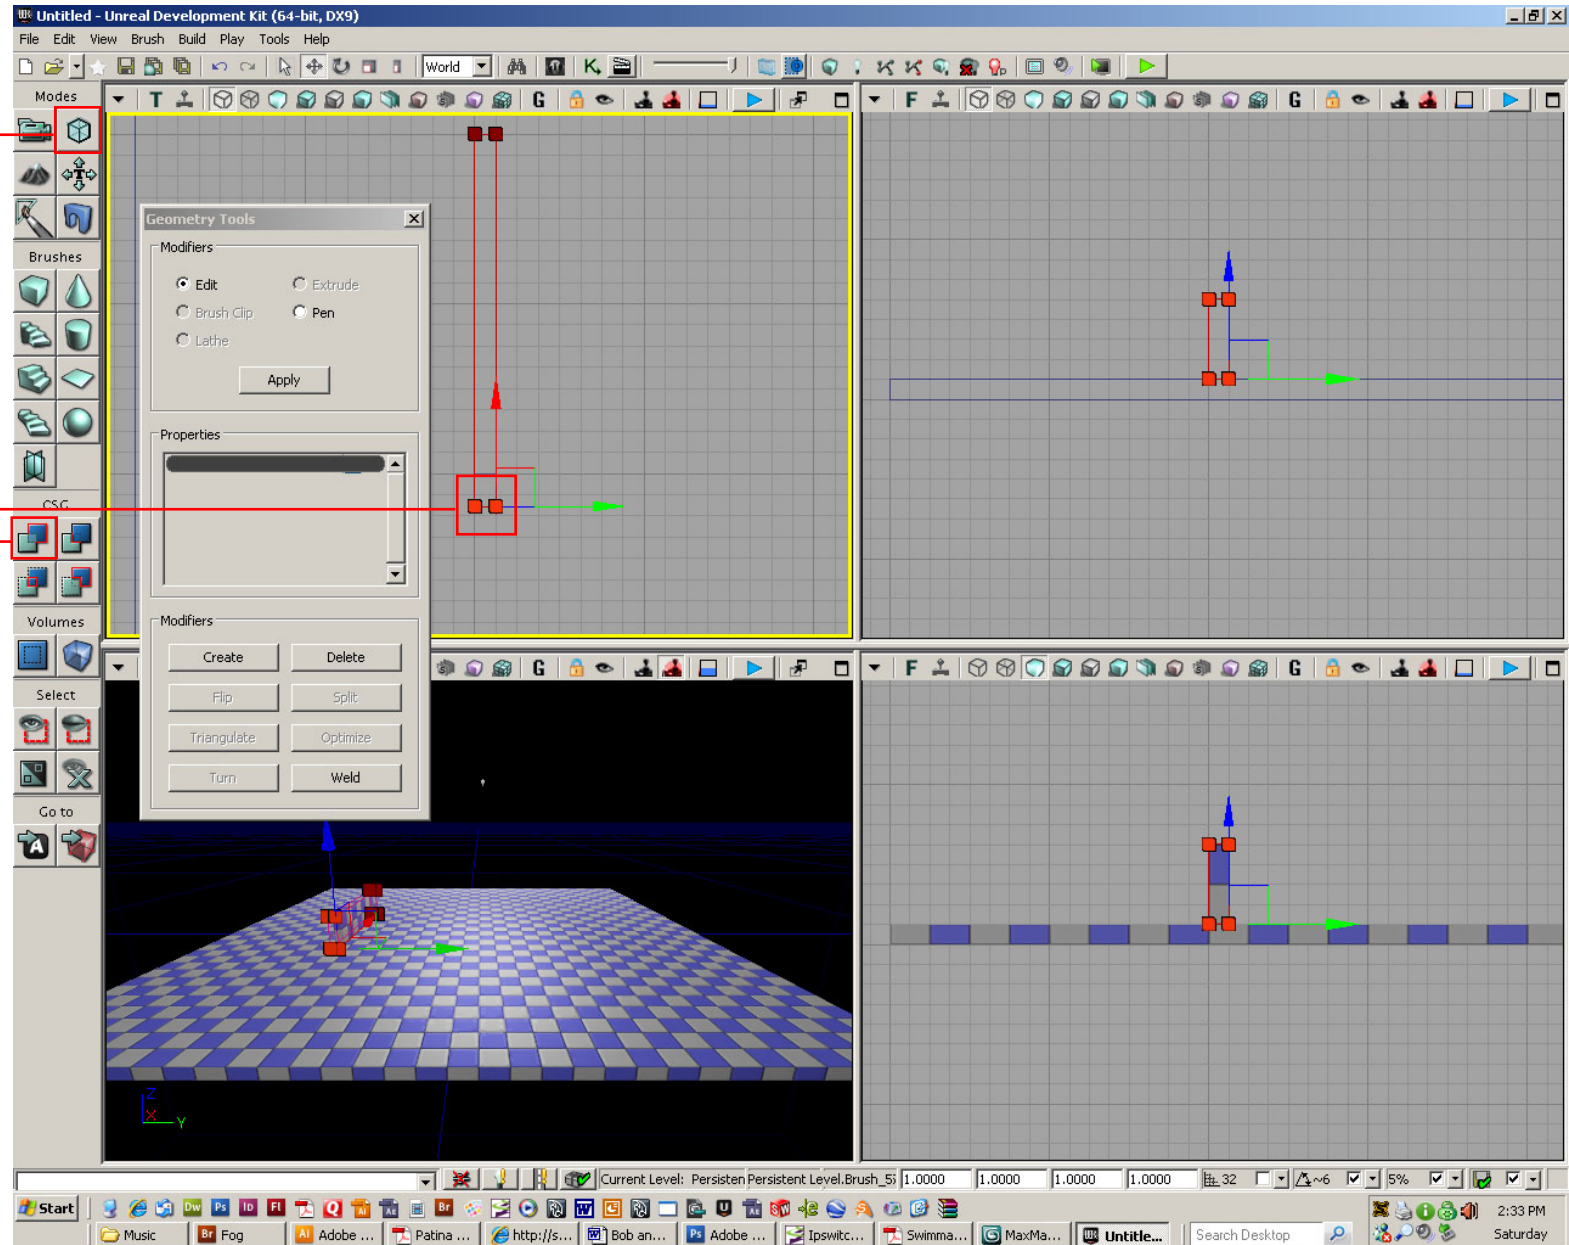 Untitled - Unreal Development Kit (64-bit, DX9)
File Edit View Brush Build Play Tools Help
World
Modes
T G F G
Geometry Tools
Modifiers
Edit Extrude
Brush Clip Pen
Lathe
Apply
Properties
Modifiers
Create Delete
Flip Split
Triangulate Optimize
Turn Weld
Brushes
CSG
Volumes
Select
Go to
G F G
Z
X Y
Current Level: Persisten Persistent Level.Brush_5 1.0000 1.0000 1.0000 1.0000 32 ~6 5%
Start 2:33 PM
Music Fog Adobe ... Patina ... http://s... Bob an... Adobe ... Ipswitc... Swimma... MaxMa... Untitle... Search Desktop Saturday